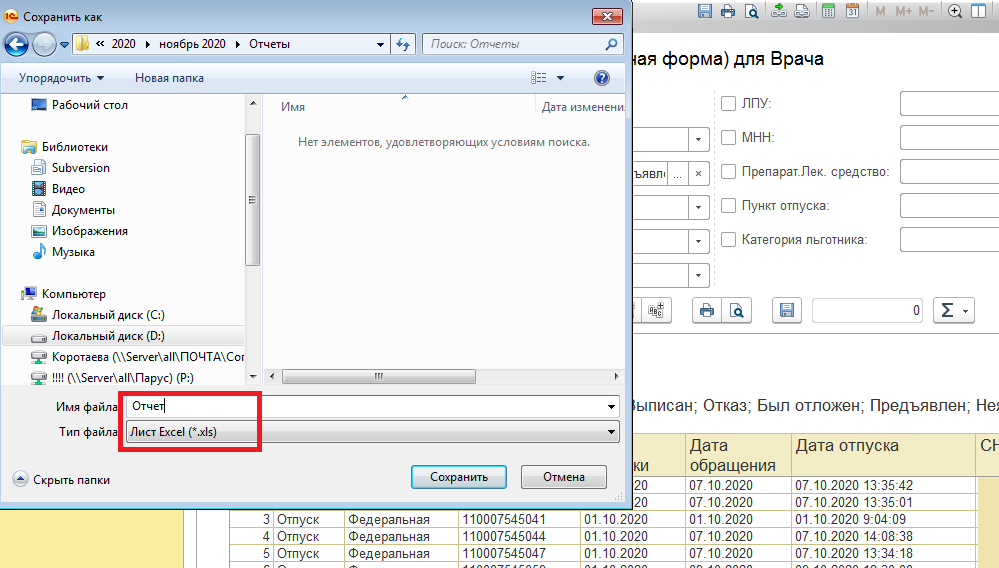 Сохранить как
« 2020 ▸ ноябрь 2020 ▸ Отчеты
Поиск: Отчеты
Упорядочить
Новая папка
Рабочий стол
Библиотеки
Subversion
Видео
Документы
Изображения
Музыка
Компьютер
Локальный диск (C:)
Локальный диск (D:)
Коротаева (\\Server\all\ПОЧТА\Cor
!!!! (\\Server\all\Парус) (P:)
Имя
Дата изменени
Нет элементов, удовлетворяющих условиям поиска.
Имя файла
Отчет
Тип файла
Лист Excel (*.xls)
Скрыть папки
Сохранить
Отмена
31
M M+ M-
ная форма) для Врача
ЛПУ:
МНН:
ъявле ... ×
Препарат.Лек. средство:
Пункт отпуска:
Категория льготника:
ABC
0
Σ
Выписан; Отказ; Был отложен; Предъявлен; Нея
ки
Дата обращения
Дата отпуска
СН
20 07.10.2020 07.10.2020 13:35:42
20 07.10.2020 07.10.2020 13:35:01
3 Отпуск Федеральная 110007545041 01.10.2020 01.10.2020 01.10.2020 9:04:09
4 Отпуск Федеральная 110007545044 01.10.2020 07.10.2020 07.10.2020 14:08:38
5 Отпуск Федеральная 110007545047 01.10.2020 07.10.2020 07.10.2020 13:34:18